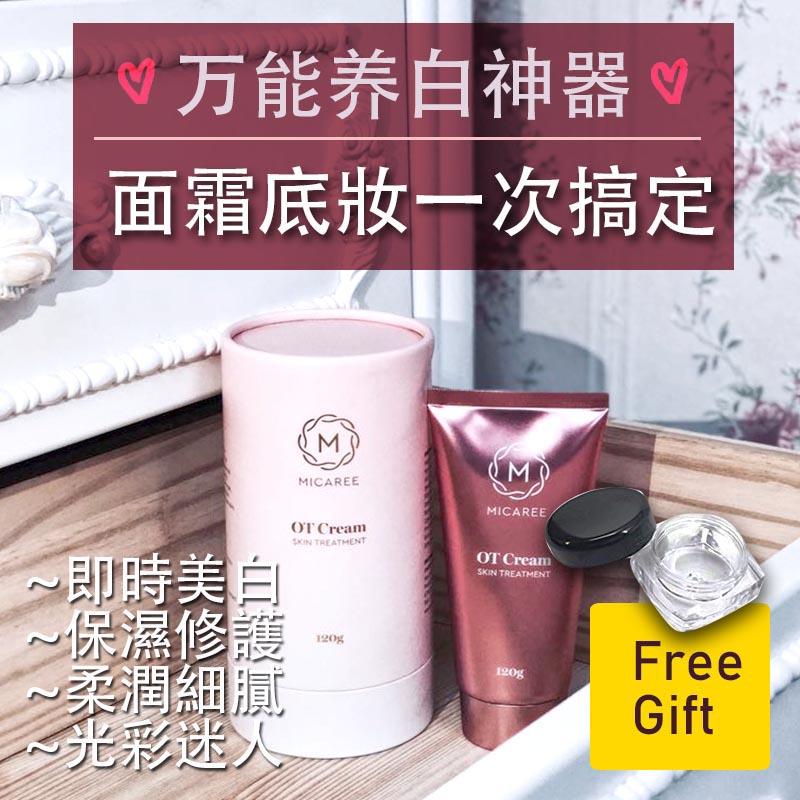 万能养白神器
面霜底妝一次搞定
M
MICAREE
OT Cream
SKIN TREATMENT
120g
M
MICAREE
OT Cream
SKIN TREATMENT
120g
~即時美白
~保濕修護
~柔潤細膩
~光彩迷人
Free
Gift